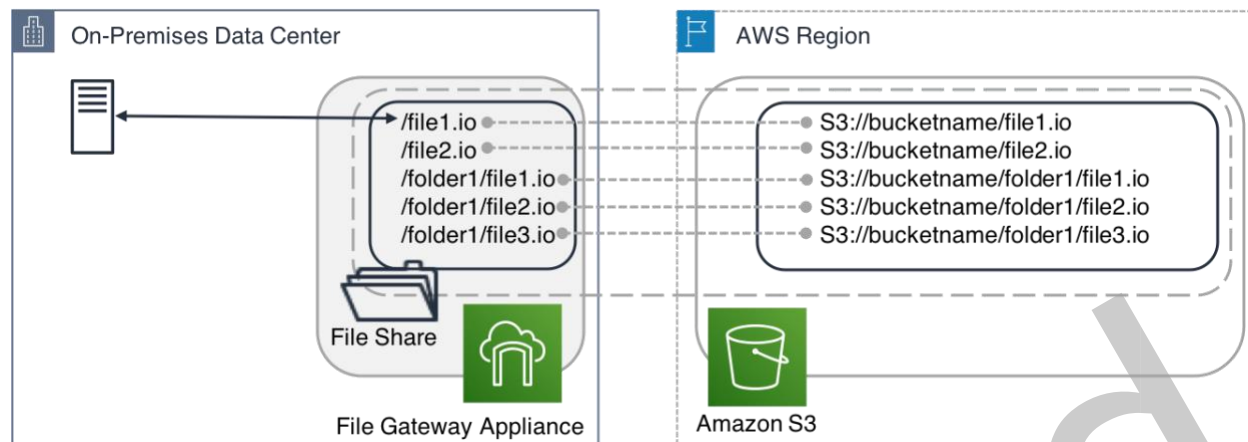 On-Premises Data Center
AWS Region
/file1.io
/file2.io
/folder1/file1.io
/folder1/file2.io
/folder1/file3.io
S3://bucketname/file1.io
S3://bucketname/file2.io
S3://bucketname/folder1/file1.io
S3://bucketname/folder1/file2.io
S3://bucketname/folder1/file3.io
File Share
File Gateway Appliance
Amazon S3